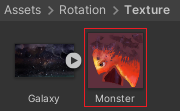 Assets > Rotation > Texture
Galaxy
Monster